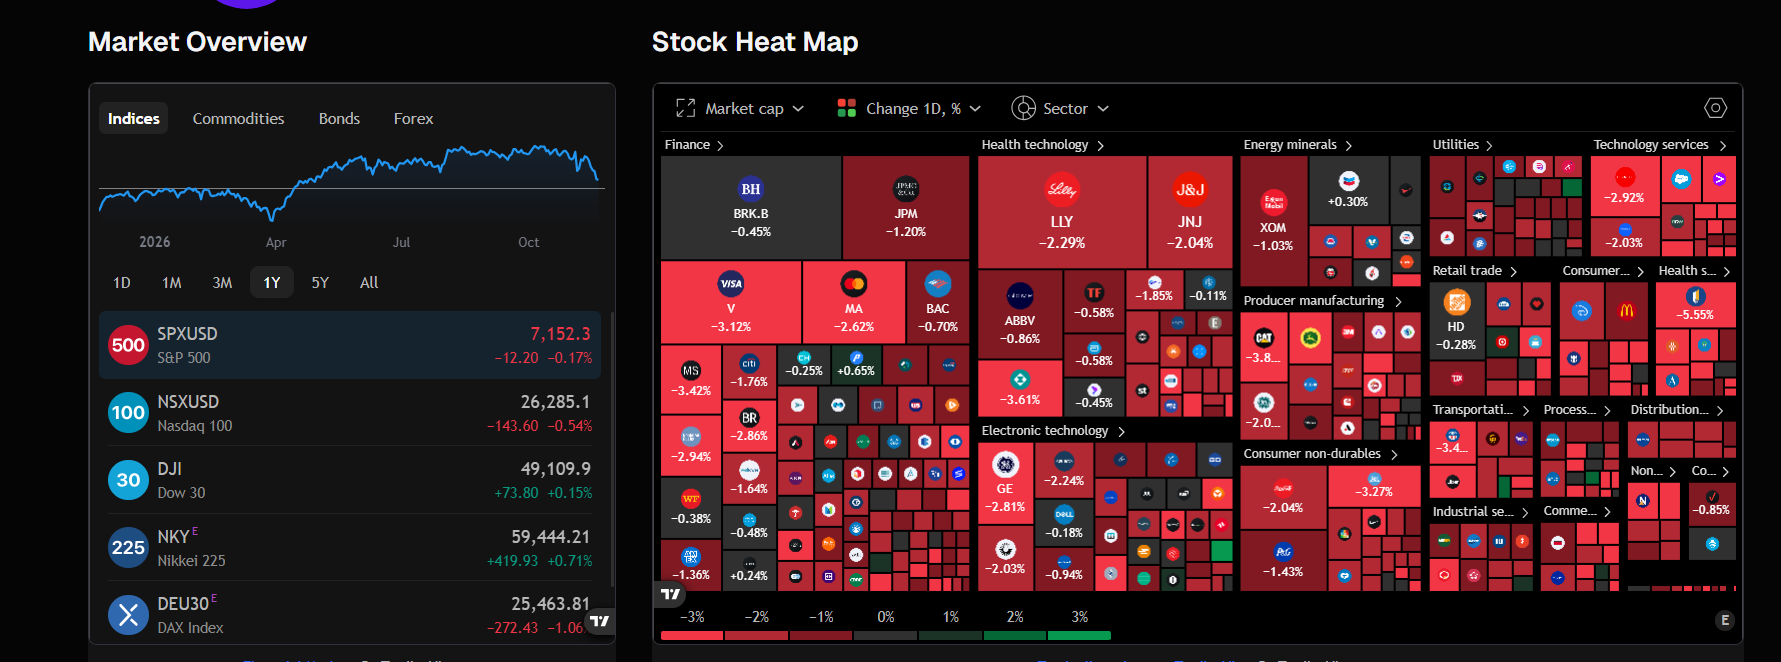 Market Overview
Indices
Commodities
Bonds
Forex
2026
Apr
Jul
Oct
1D
1M
3M
1Y
5Y
All
500
SPXUSD
7,152.3
S&P 500
−12.20 −0.17%
100
NSXUSD
26,285.1
Nasdaq 100
−143.60 −0.54%
30
DJI
49,109.9
Dow 30
+73.80 +0.15%
225
NKY E
59,444.21
Nikkei 225
+419.93 +0.71%
DEU30 E
25,463.81
DAX Index
−272.43 −1.06
Stock Heat Map
Market cap
Change 1D, %
Sector
Finance
BH
BRK.B
−0.45%
JPM
−1.20%
VISA
V
−3.12%
MA
−2.62%
BAC
−0.70%
MS
−3.42%
citi
−1.76%
−0.25%
+0.65%
−2.94%
BR
−2.86%
−1.64%
WF
−0.38%
−0.48%
−1.36%
+0.24%
Health technology
Lilly
LLY
−2.29%
J&J
JNJ
−2.04%
ABBV
−0.86%
TF
−0.58%
−1.85%
−0.11%
−0.58%
−3.61%
−0.45%
Electronic technology
GE
−2.81%
−2.24%
DELL
−0.18%
−2.03%
−0.94%
Energy minerals
XOM
−1.03%
+0.30%
Producer manufacturing
CAT
−3.8...
−2.0...
Consumer non-durables
−2.04%
−3.27%
P&G
−1.43%
Utilities
Technology services
−2.92%
−2.03%
Retail trade
HD
−0.28%
Consumer...
Health s...
−5.55%
Transportati...
−3.4...
Process...
Distribution...
Industrial se...
Comme...
Non...
Co...
−0.85%
−3%
−2%
−1%
0%
1%
2%
3%
E